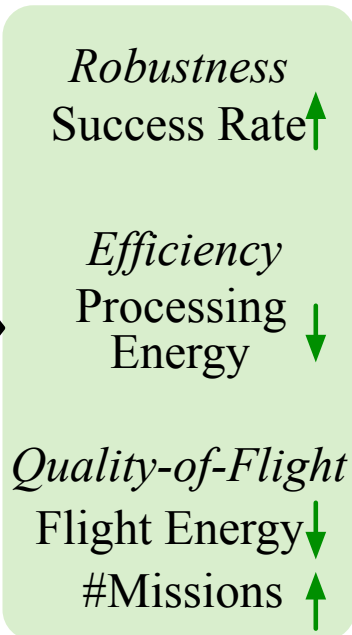 Robustness
Success Rate
Efficiency
Processing
Energy
Quality-of-Flight
Flight Energy
#Missions